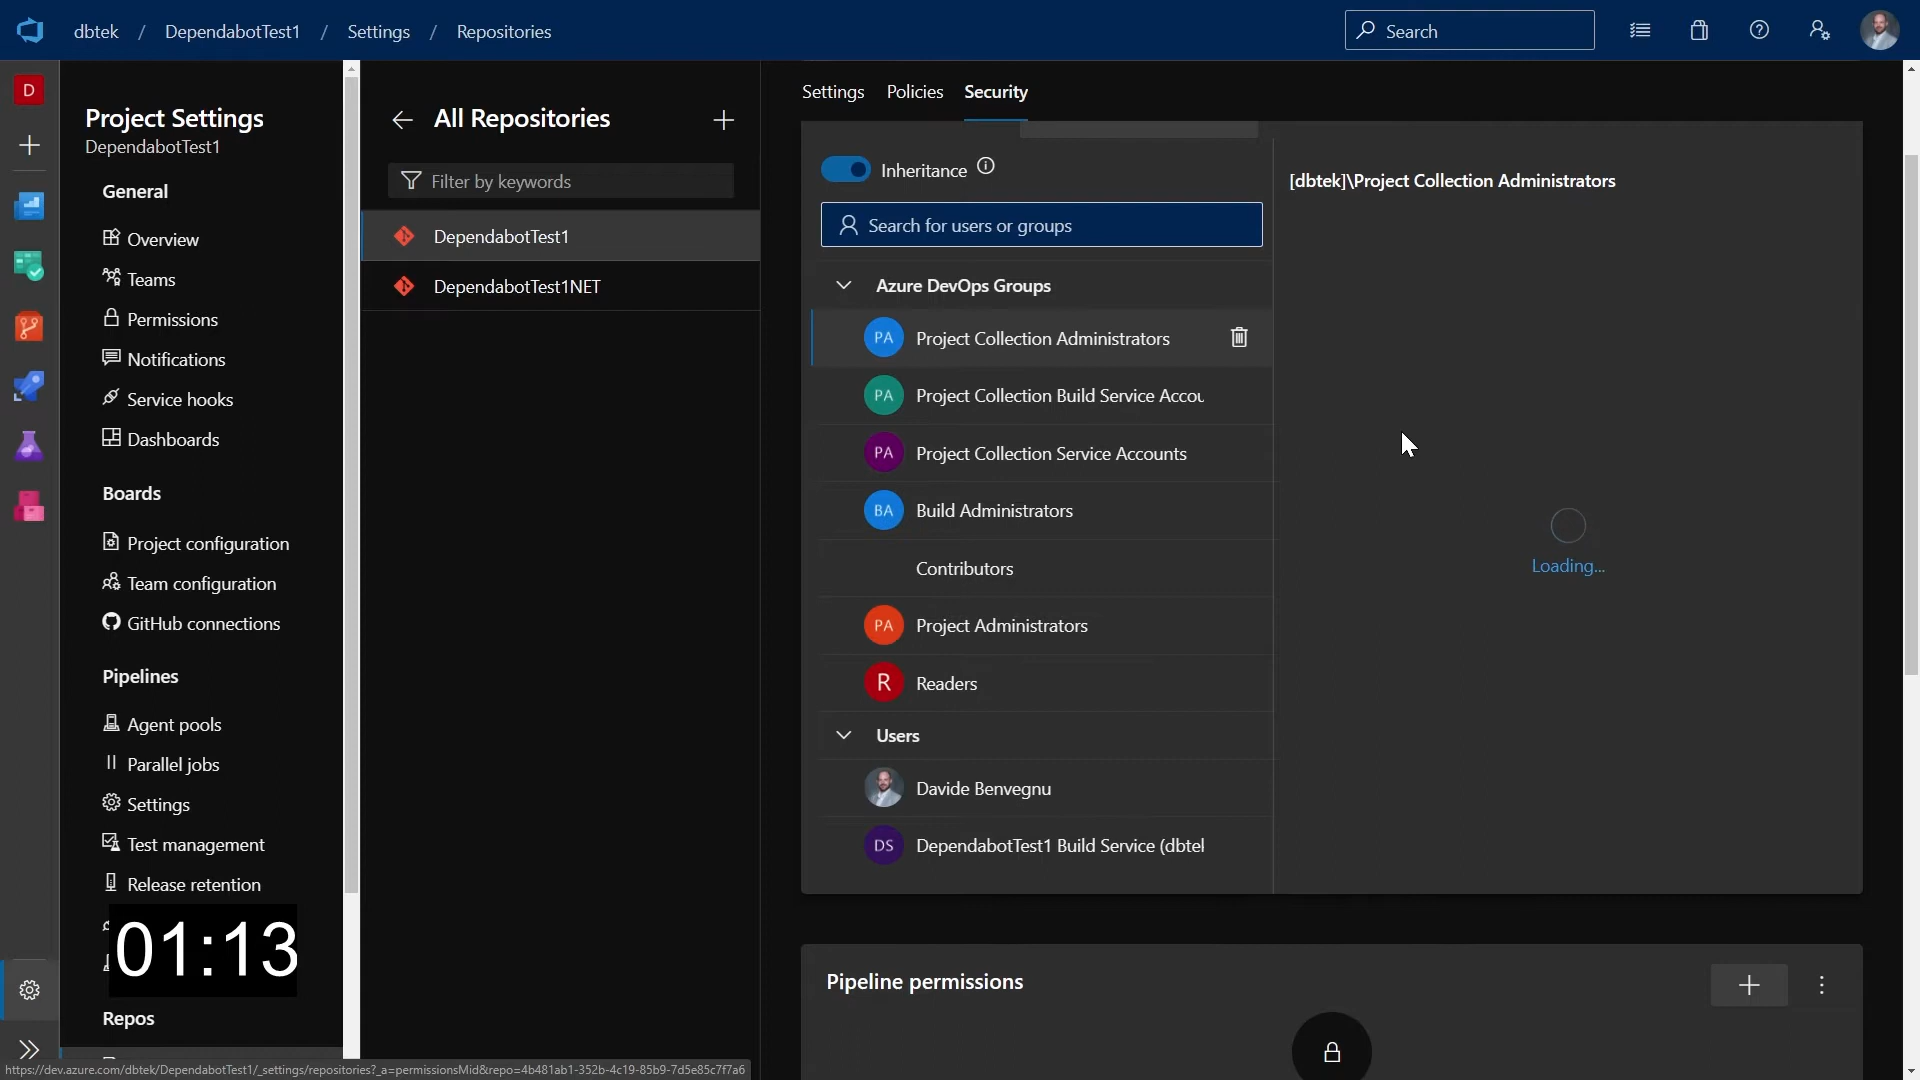 dbtek / DependabotTest1 / Settings / Repositories
Search
D
Project Settings
DependabotTest1
General
Overview
Teams
Permissions
Notifications
Service hooks
Dashboards
Boards
Project configuration
Team configuration
GitHub connections
Pipelines
Agent pools
Parallel jobs
Settings
Test management
Release retention
01:13
Repos
All Repositories
Filter by keywords
DependabotTest1
DependabotTest1NET
Settings Policies Security
Inheritance
Search for users or groups
Azure DevOps Groups
PA Project Collection Administrators
PA Project Collection Build Service Accou
PA Project Collection Service Accounts
BA Build Administrators
Contributors
PA Project Administrators
R Readers
Users
Davide Benvegnu
DS DependabotTest1 Build Service (dbtel
[dbtek]\Project Collection Administrators
Loading...
Pipeline permissions
https://dev.azure.com/dbtek/DependabotTest1/_settings/repositories?_a=permissionsMid&repo=4b481ab1-352b-4c19-85b9-7d5e85c7f7a6